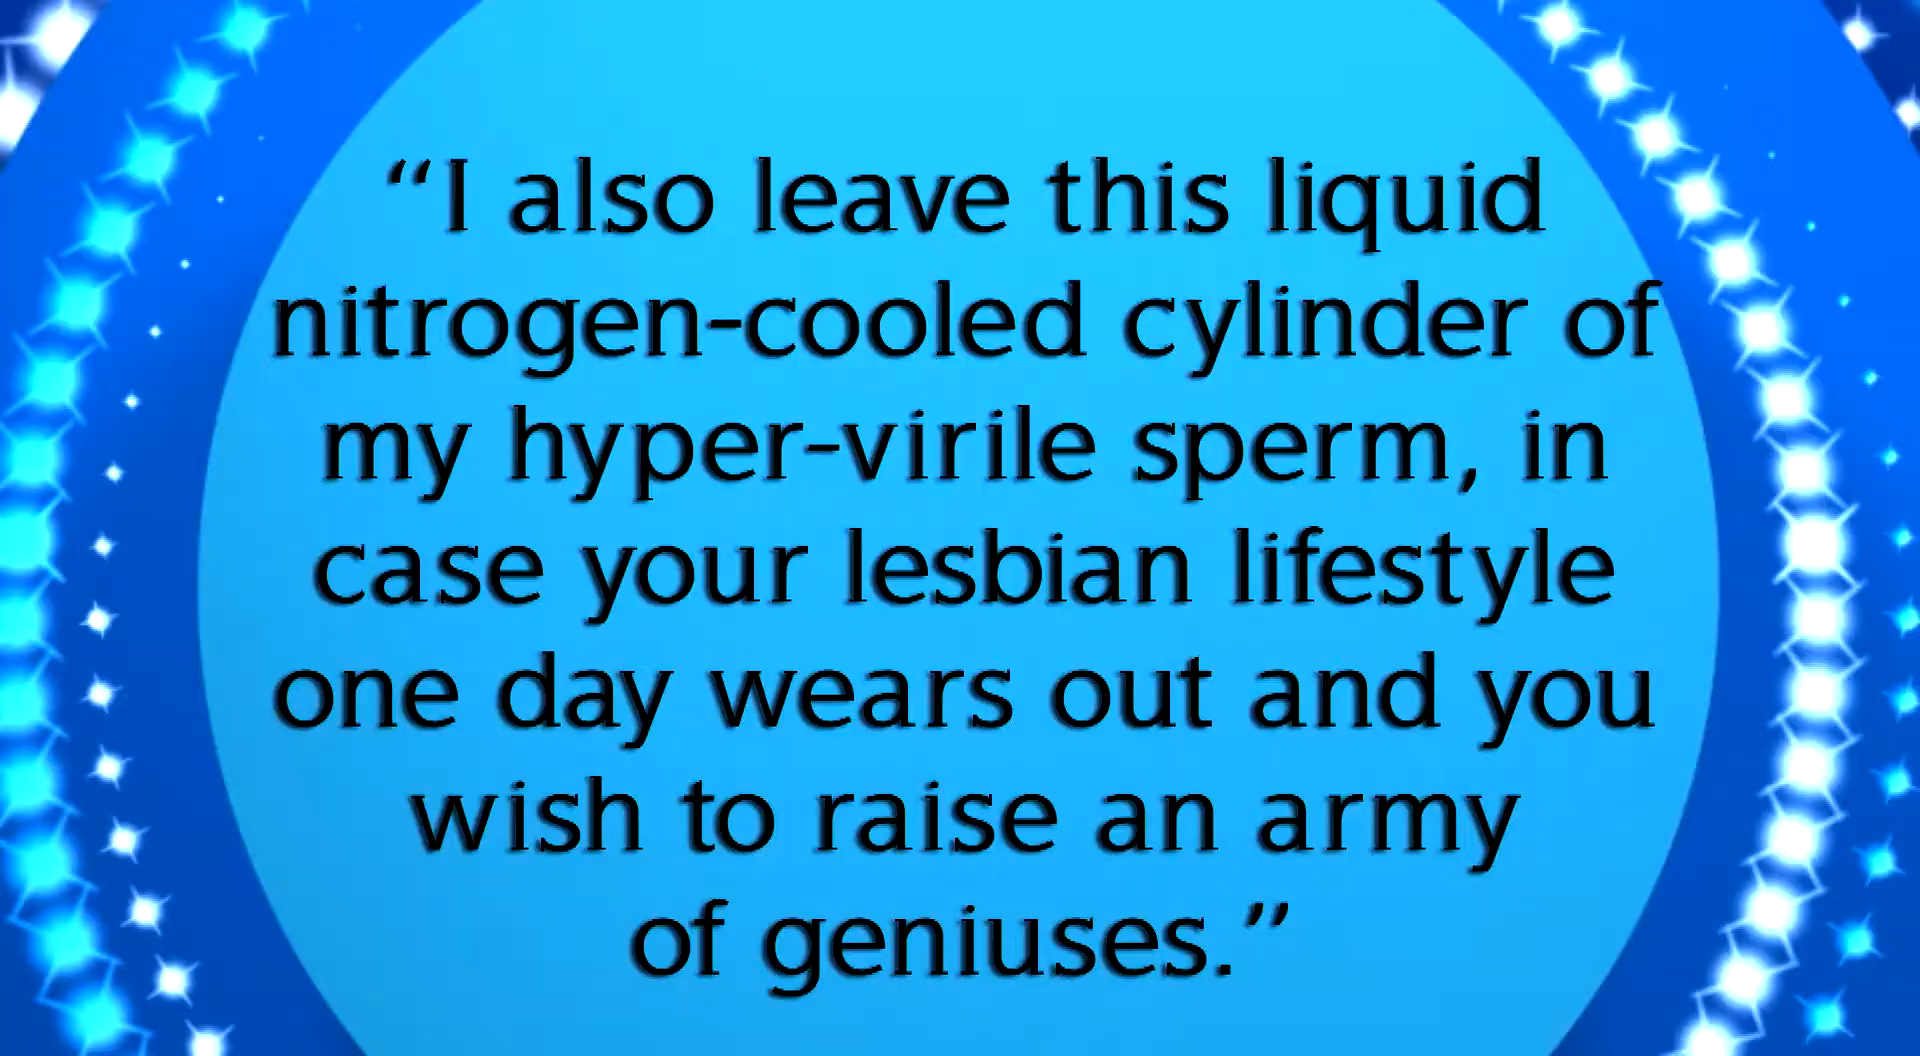 “I also leave this liquid
nitrogen-cooled cylinder of
my hyper-virile sperm, in
case your lesbian lifestyle
one day wears out and you
wish to raise an army
of geniuses.”